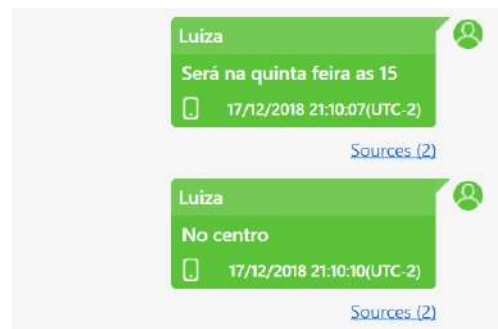 Luiza
Será na quinta feira as 15
17/12/2018 21:10:07(UTC-2)
Sources (2)
Luiza
No centro
17/12/2018 21:10:10(UTC-2)
Sources (2)